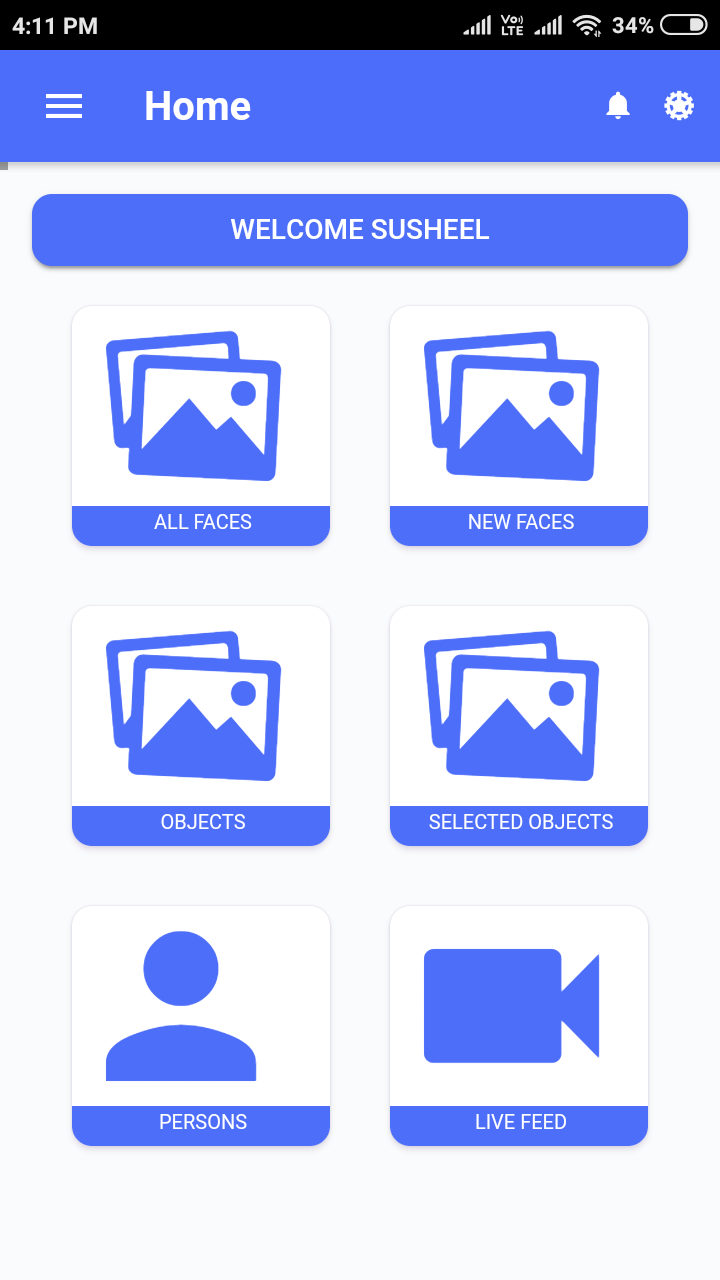 4:11 PM
Vo) LTE
34%
Home
WELCOME SUSHEEL
ALL FACES
NEW FACES
OBJECTS
SELECTED OBJECTS
PERSONS
LIVE FEED